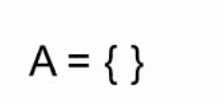 A = { }